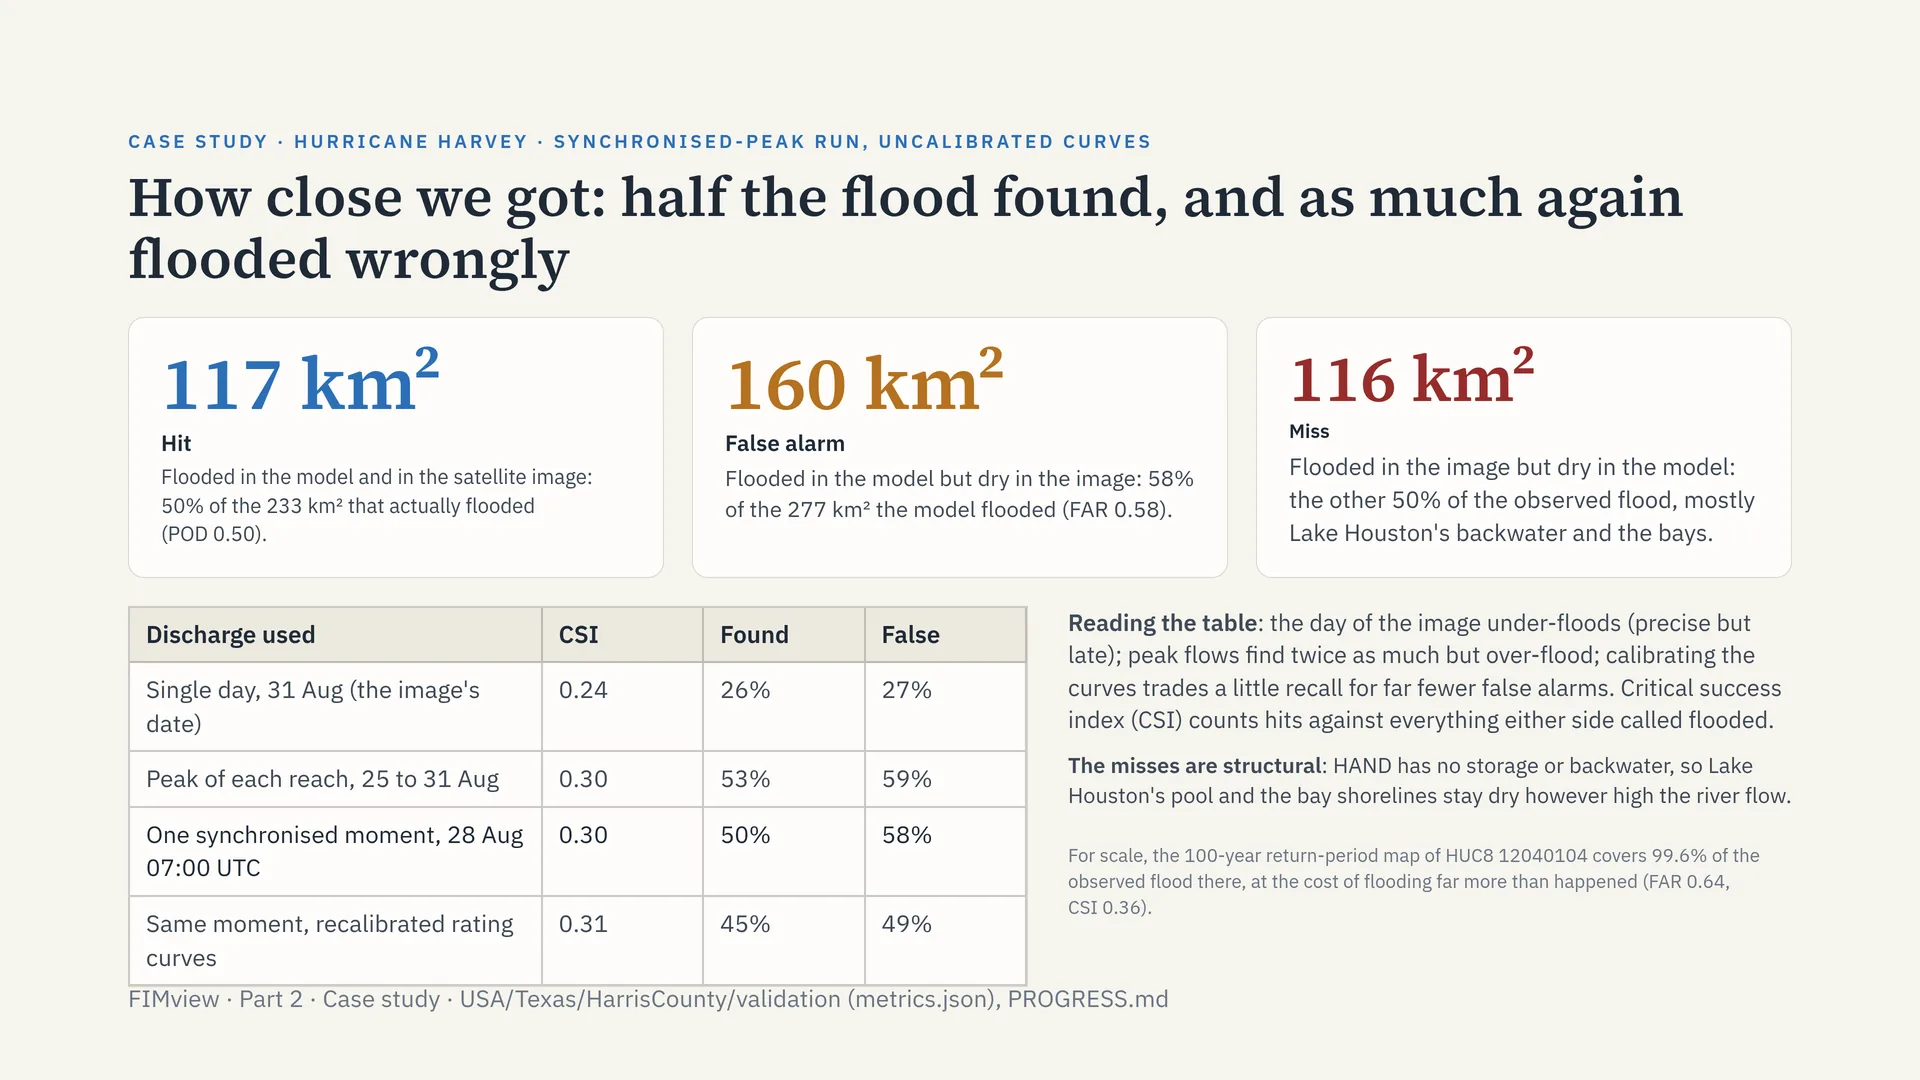 CASE STUDY · HURRICANE HARVEY · SYNCHRONISED-PEAK RUN, UNCALIBRATED CURVES
How close we got: half the flood found, and as much again
flooded wrongly
117 km²
Hit
Flooded in the model and in the satellite image:
50% of the 233 km² that actually flooded
(POD 0.50).
160 km²
False alarm
Flooded in the model but dry in the image: 58%
of the 277 km² the model flooded (FAR 0.58).
116 km²
Miss
Flooded in the image but dry in the model:
the other 50% of the observed flood, mostly
Lake Houston's backwater and the bays.
Discharge used CSI Found False
Single day, 31 Aug (the image's
date) 0.24 26% 27%
Peak of each reach, 25 to 31 Aug 0.30 53% 59%
One synchronised moment, 28 Aug
07:00 UTC 0.30 50% 58%
Same moment, recalibrated rating
curves 0.31 45% 49%
Reading the table: the day of the image under-floods (precise but
late); peak flows find twice as much but over-flood; calibrating the
curves trades a little recall for far fewer false alarms. Critical success
index (CSI) counts hits against everything either side called flooded.
The misses are structural: HAND has no storage or backwater, so Lake
Houston's pool and the bay shorelines stay dry however high the river flow.
For scale, the 100-year return-period map of HUC8 12040104 covers 99.6% of the
observed flood there, at the cost of flooding far more than happened (FAR 0.64,
CSI 0.36).
FIMview · Part 2 · Case study · USA/Texas/HarrisCounty/validation (metrics.json), PROGRESS.md